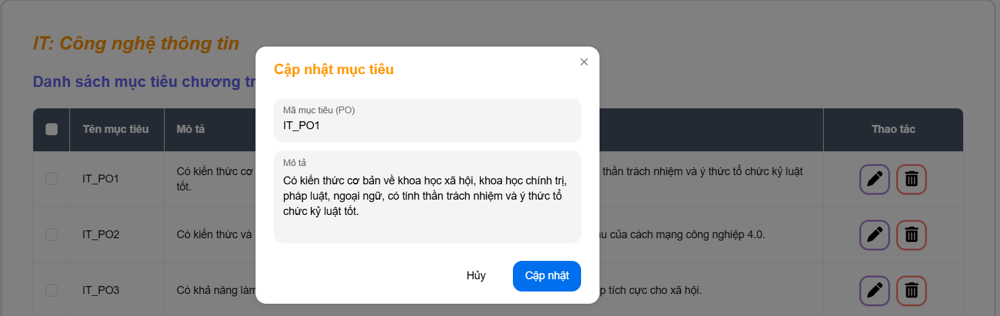 IT: Công nghệ thông tin
Danh sách mục tiêu chương
Cập nhật mục tiêu
Mã mục tiêu (PO)
IT_PO1
Mô tả
Có kiến thức cơ bản về khoa học xã hội, khoa học chính trị,
pháp luật, ngoại ngữ, có tinh thần trách nhiệm và ý thức tổ
chức kỷ luật tốt.
Hủy
Cập nhật
Tên mục tiêu
Mô tả
Thao tác
IT_PO1
Có kiến thức cơ
thần trách nhiệm và ý thức tổ chức kỷ luật
tốt.
IT_PO2
Có kiến thức và
của cách mạng công nghiệp 4.0.
IT_PO3
Có khả năng làm
tích cực cho xã hội.